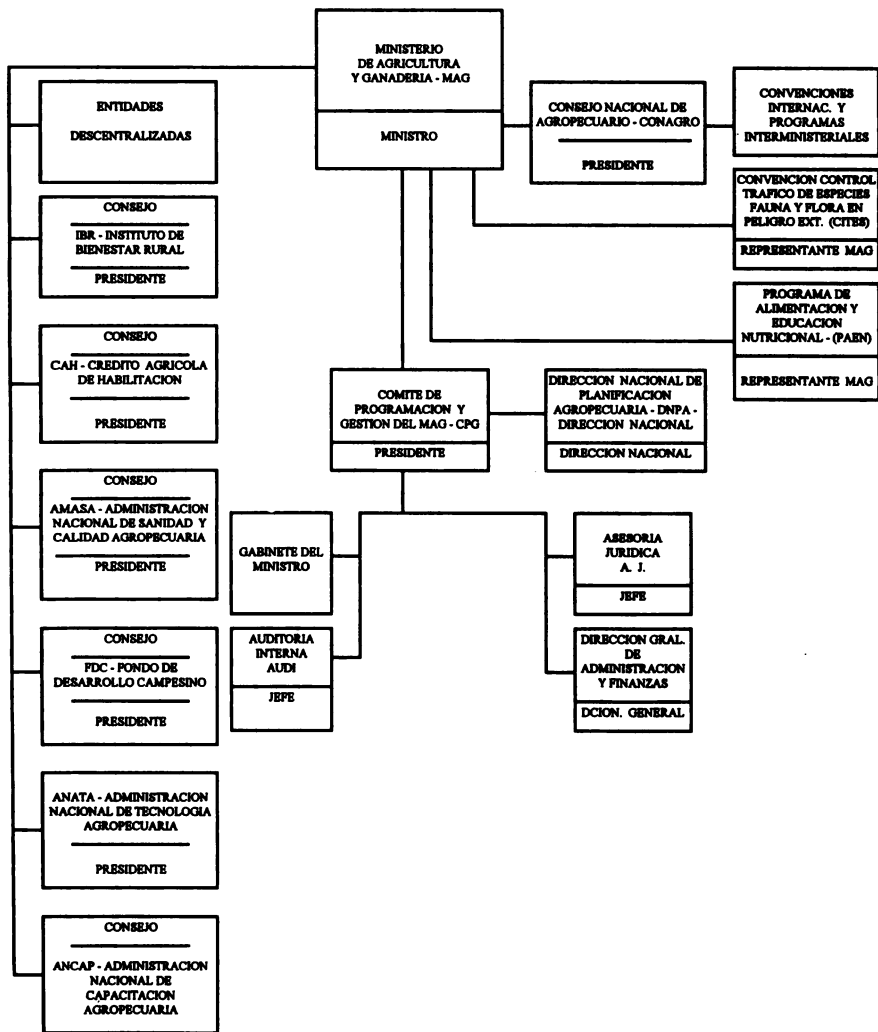 MINISTERIO
DE AGRICULTURA
Y GANADERIA - MAG
MINISTRO
ENTIDADES
DESCENTRALIZADAS
CONSEJO NACIONAL DE
AGROPECUARIO - CONAGRO
PRESIDENTE
CONVENCIONES
INTERNAC. Y
PROGRAMAS
INTERMINISTERIALES
CONVENCION CONTROL
TRAFICO DE ESPECIES
FAUNA Y FLORA EN
PELIGRO EXT. (CITES)
REPRESENTANTE MAG
PROGRAMA DE
ALIMENTACION Y
EDUCACION
NUTRICIONAL - (PAEN)
REPRESENTANTE MAG
CONSEJO
IBR - INSTITUTO DE
BIENESTAR RURAL
PRESIDENTE
CONSEJO
CAH - CREDITO AGRICOLA
DE HABILITACION
PRESIDENTE
COMITE DE
PROGRAMACION Y
GESTION DEL MAG - CPG
PRESIDENTE
DIRECCION NACIONAL DE
PLANIFICACION
AGROPECUARIA - DNPA -
DIRECCION NACIONAL
DIRECCION NACIONAL
CONSEJO
AMASA - ADMINISTRACION
NACIONAL DE SANIDAD Y
CALIDAD AGROPECUARIA
PRESIDENTE
GABINETE DEL
MINISTRO
ASESORIA
JURIDICA
A. J.
JEFE
CONSEJO
FDC - FONDO DE
DESARROLLO CAMPESINO
PRESIDENTE
AUDITORIA
INTERNA
AUDI
JEFE
DIRECCION GRAL.
DE
ADMINISTRACION
Y FINANZAS
DCION. GENERAL
ANATA - ADMINISTRACION
NACIONAL DE TECNOLOGIA
AGROPECUARIA
PRESIDENTE
CONSEJO
ANCAP - ADMINISTRACION
NACIONAL DE
CAPACITACION
AGROPECUARIA